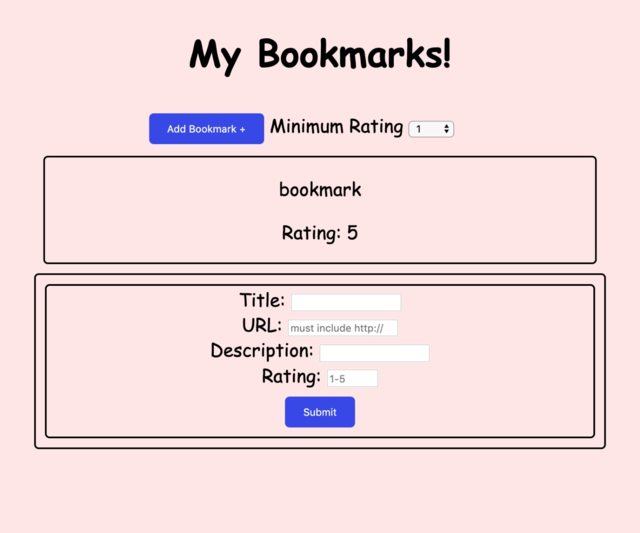 My Bookmarks!
Add Bookmark + Minimum Rating 1
bookmark
Rating: 5
Title:
URL: must include http://
Description:
Rating: 1-5
Submit